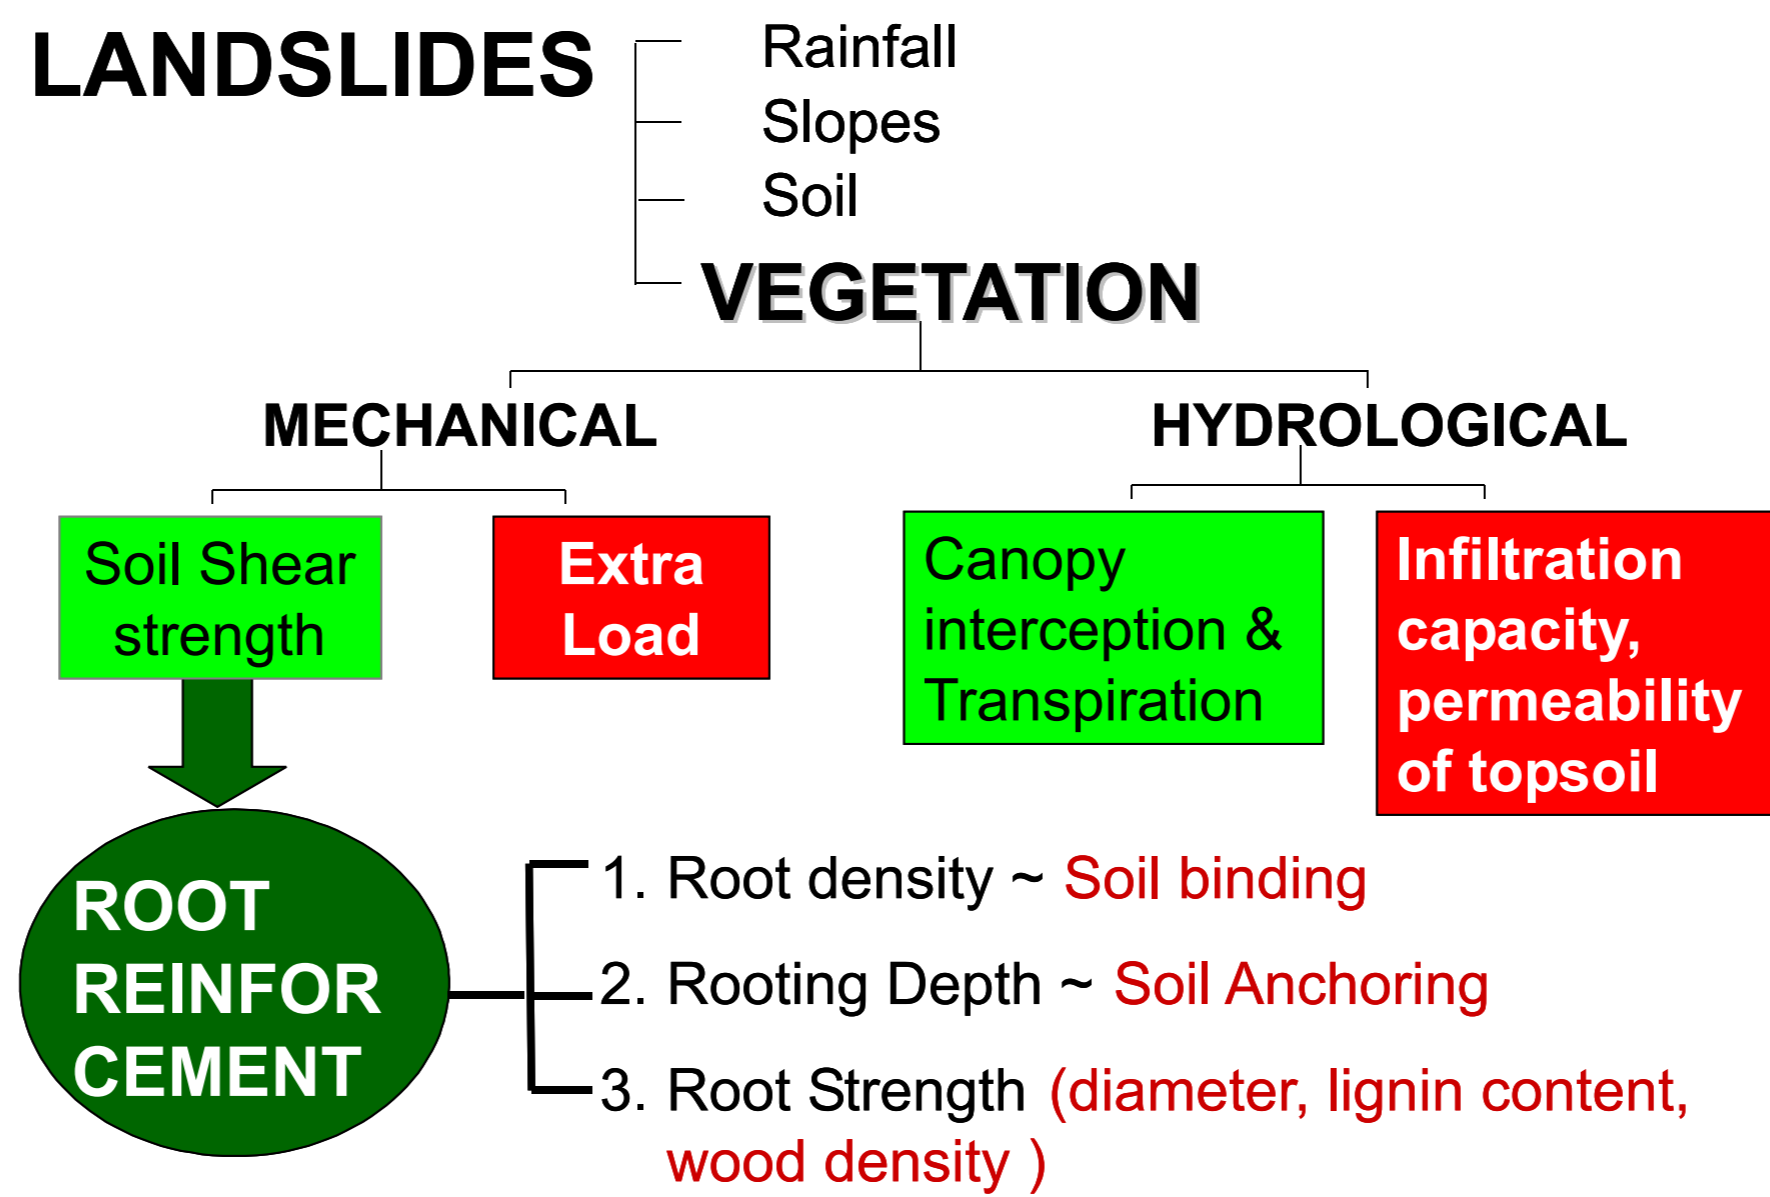 LANDSLIDES
Rainfall
Slopes
Soil
VEGETATION
MECHANICAL
HYDROLOGICAL
Soil Shear
strength
Extra
Load
Canopy
interception &
Transpiration
Infiltration
capacity,
permeability
of topsoil
ROOT
REINFOR
CEMENT
1. Root density ~ Soil binding
2. Rooting Depth ~ Soil Anchoring
3. Root Strength (diameter, lignin content,
wood density )